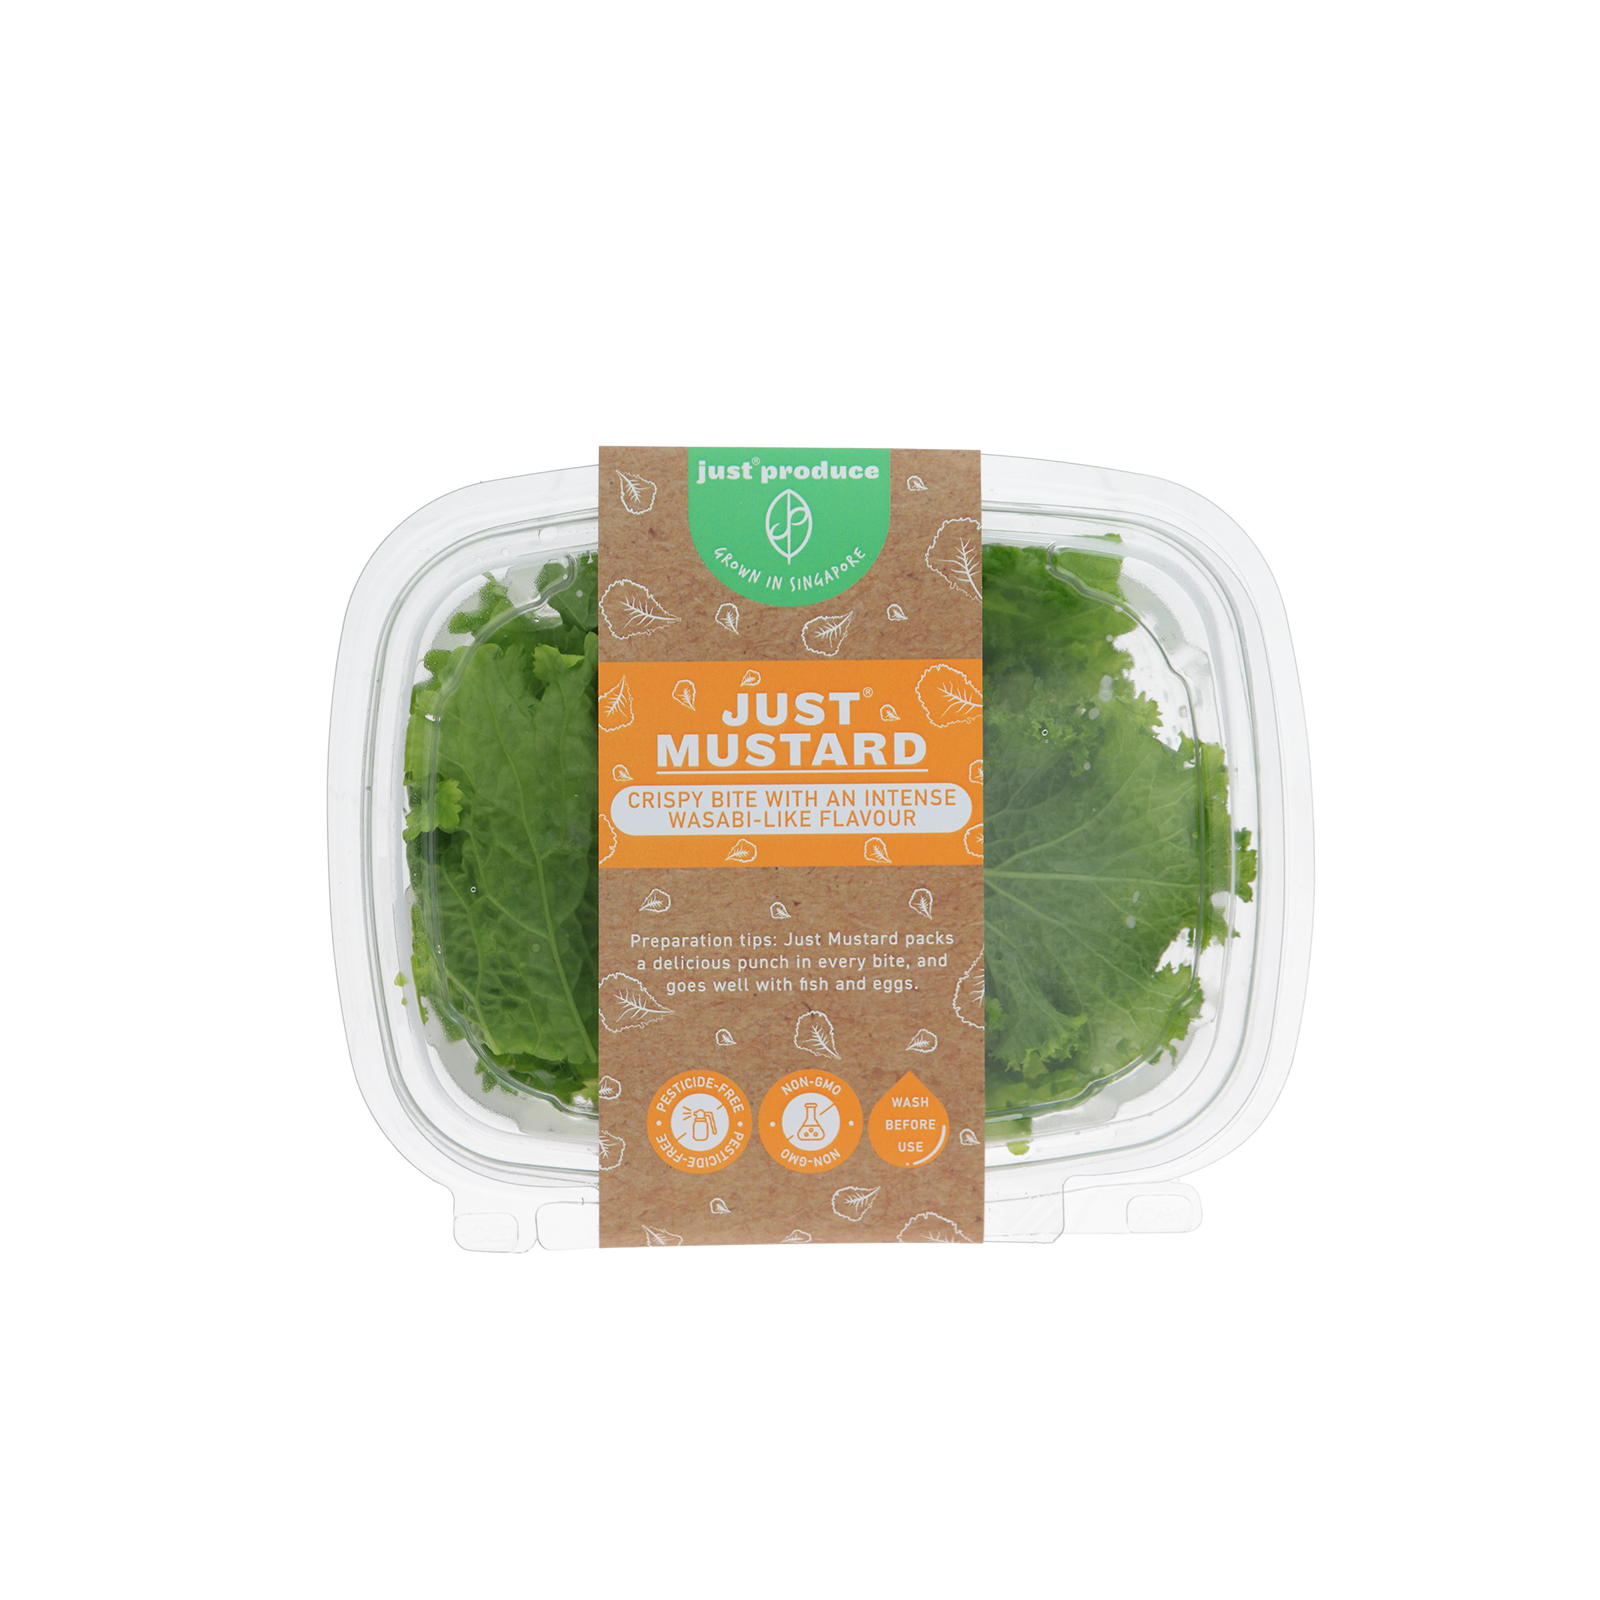 just® produce
GROWN IN SINGAPORE
JUST®
MUSTARD
CRISPY BITE WITH AN INTENSE
WASABI-LIKE FLAVOUR
Preparation tips: Just Mustard packs
a delicious punch in every bite, and
goes well with fish and eggs.
PESTICIDE-FREE • PESTICIDE-FREE •
NON-GMO • NON-GMO •
WASH
BEFORE
USE